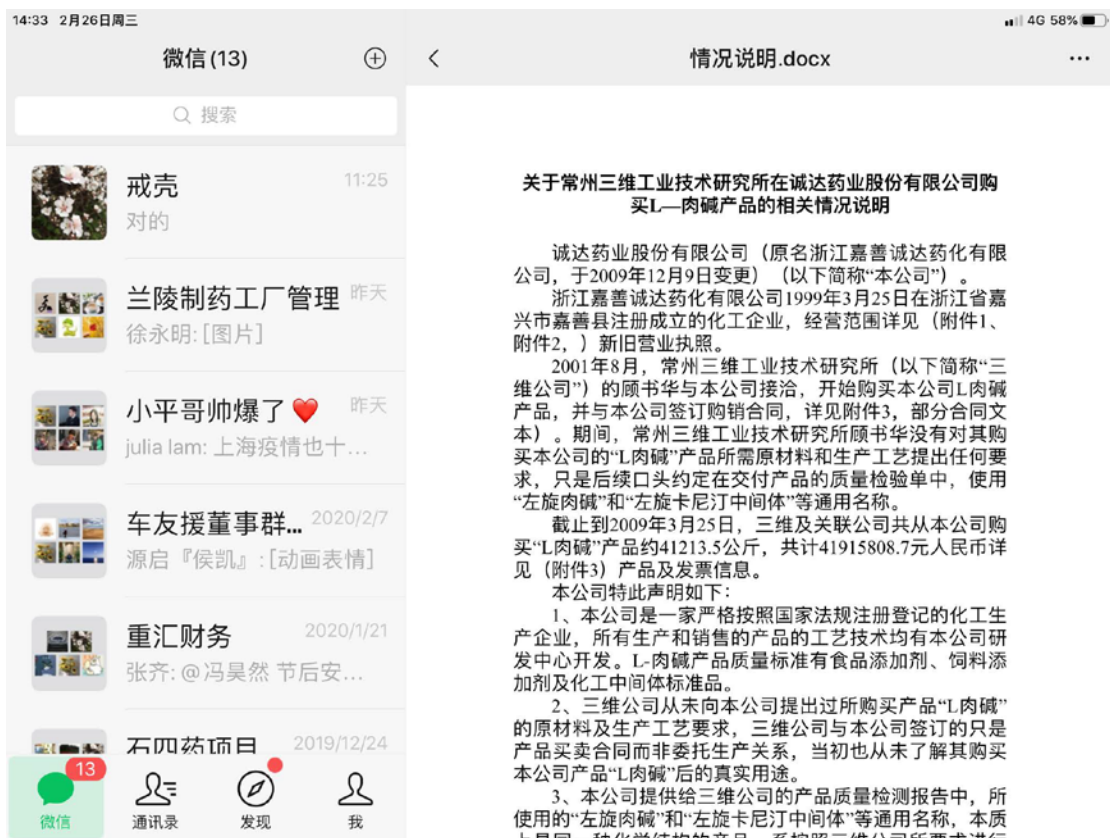 14:33 2月26日周三
4G 58%
微信(13)
搜索
戒壳 11:25
对的
兰陵制药工厂管理 昨天
徐永明: [图片]
小平哥帅爆了 昨天
julia lam: 上海疫情也十...
车友援董事群... 2020/2/7
源启『侯凯』: [动画表情]
重汇财务 2020/1/21
张齐: @冯昊然 节后安...
石四药项目 2019/12/24
13
微信 通讯录 发现 我
情况说明.docx
关于常州三维工业技术研究所在诚达药业股份有限公司购
买L—肉碱产品的相关情况说明
诚达药业股份有限公司（原名浙江嘉善诚达药化有限
公司，于2009年12月9日变更）（以下简称“本公司”）。
浙江嘉善诚达药化有限公司1999年3月25日在浙江省嘉
兴市嘉善县注册成立的化工企业，经营范围详见（附件1、
附件2，）新旧营业执照。
2001年8月，常州三维工业技术研究所（以下简称“三
维公司”）的顾书华与本公司接洽，开始购买本公司L肉碱
产品，并与本公司签订购销合同，详见附件3，部分合同文
本）。期间，常州三维工业技术研究所顾书华没有对其购
买本公司的“L肉碱”产品所需原材料和生产工艺提出任何要
求，只是后续口头约定在交付产品的质量检验单中，使用
“左旋肉碱”和“左旋卡尼汀中间体”等通用名称。
截止到2009年3月25日，三维及关联公司共从本公司购
买“L肉碱”产品约41213.5公斤，共计41915808.7元人民币详
见（附件3）产品及发票信息。
本公司特此声明如下：
1、本公司是一家严格按照国家法规注册登记的化工生
产企业，所有生产和销售的产品的工艺技术均有本公司研
发中心开发。L-肉碱产品质量标准有食品添加剂、饲料添
加剂及化工中间体标准品。
2、三维公司从未向本公司提出过所购买产品“L肉碱”
的原材料及生产工艺要求，三维公司与本公司签订的只是
产品买卖合同而非委托生产关系，当初也从未了解其购买
本公司产品“L肉碱”后的真实用途。
3、本公司提供给三维公司的产品质量检测报告中，所
使用的“左旋肉碱”和“左旋卡尼汀中间体”等通用名称，本质
上是同一种化学结构的产品，系按照三维公司所要求进行